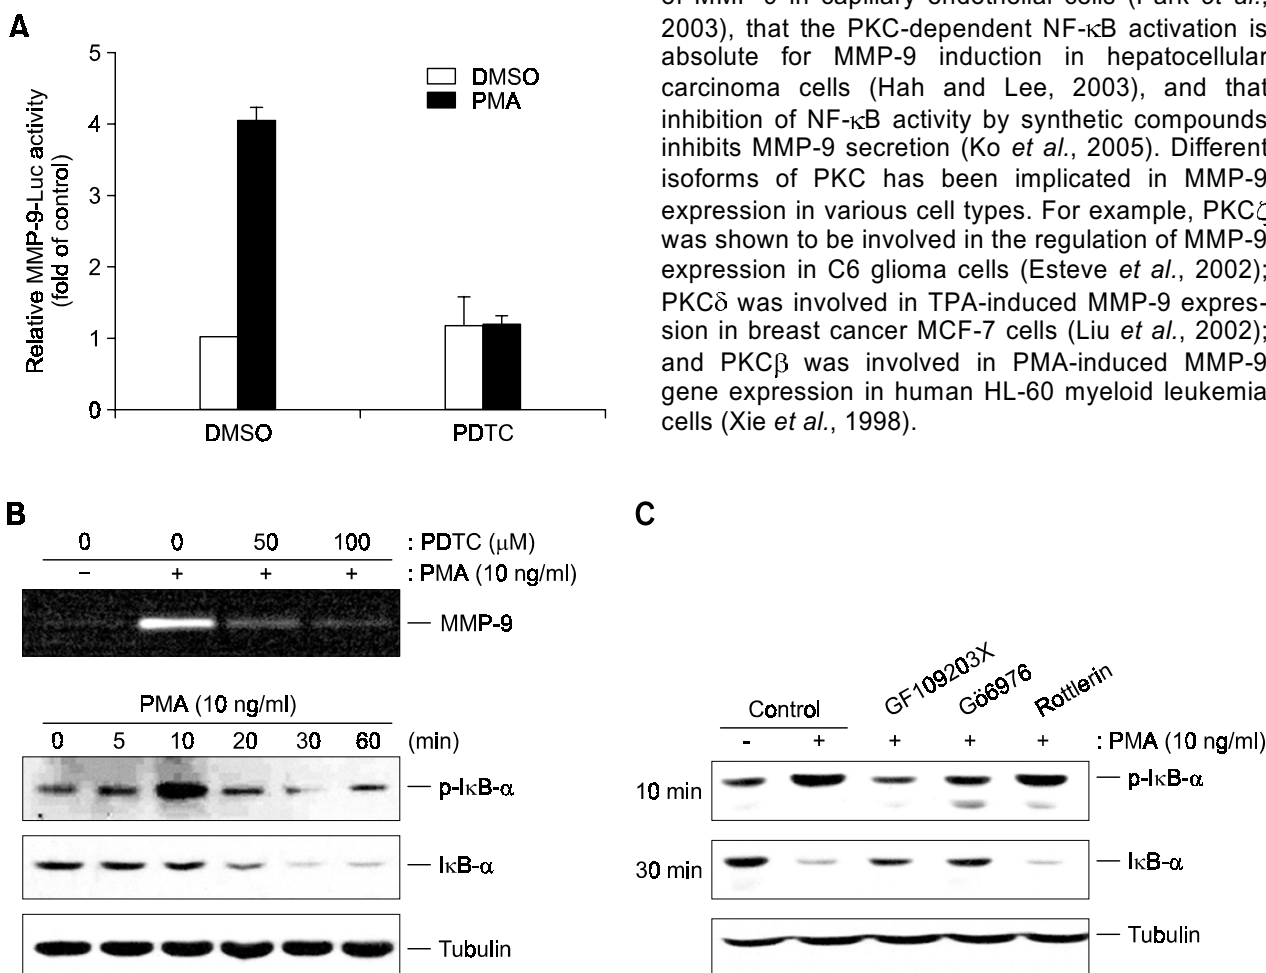 A
5
4
3
2
1
0
Relative MMP-9-Luc activity
(fold of control)
DMSO
PMA
DMSO
PDTC
of MMP-9 in capillary endothelial cells (Park et al.,
2003), that the PKC-dependent NF-κB activation is
absolute for MMP-9 induction in hepatocellular
carcinoma cells (Hah and Lee, 2003), and that
inhibition of NF-κB activity by synthetic compounds
inhibits MMP-9 secretion (Ko et al., 2005). Different
isoforms of PKC has been implicated in MMP-9
expression in various cell types. For example, PKCζ
was shown to be involved in the regulation of MMP-9
expression in C6 glioma cells (Esteve et al., 2002);
PKCδ was involved in TPA-induced MMP-9 expres-
sion in breast cancer MCF-7 cells (Liu et al., 2002);
and PKCβ was involved in PMA-induced MMP-9
gene expression in human HL-60 myeloid leukemia
cells (Xie et al., 1998).
B
0 0 50 100 : PDTC (μM)
− + + + : PMA (10 ng/ml)
MMP-9
PMA (10 ng/ml)
0 5 10 20 30 60 (min)
p-IκB-α
IκB-α
Tubulin
C
Control GF109203X Gö6976 Rottlerin
- + + + + : PMA (10 ng/ml)
10 min p-IκB-α
30 min IκB-α
Tubulin